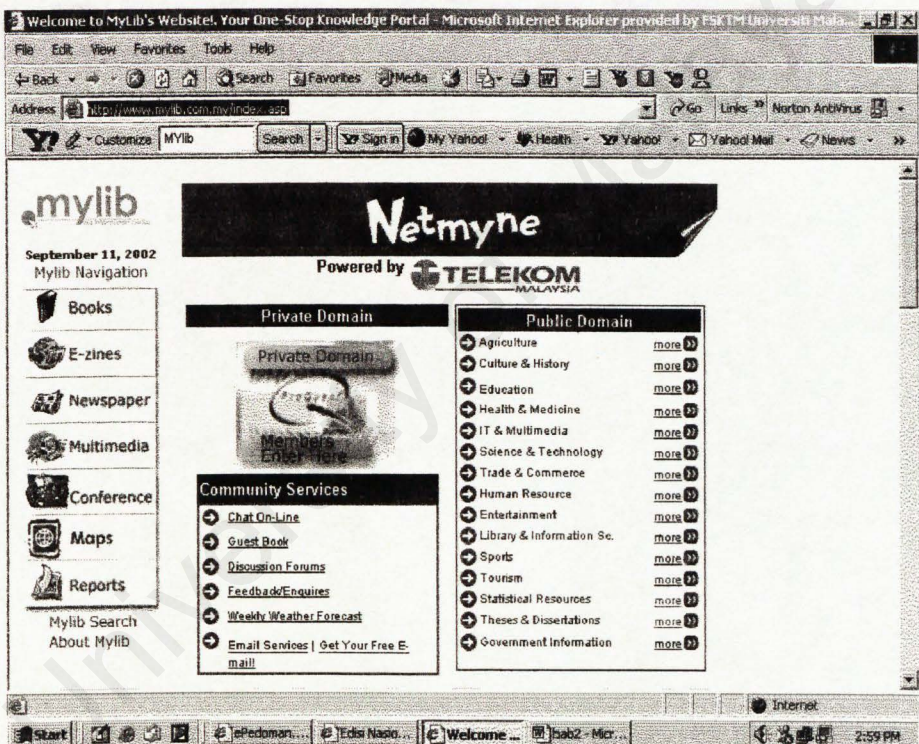 Welcome to MyLib's Website!. Your One-Stop Knowledge Portal - Microsoft Internet Explorer provided by FSKTM Universiti Mala...
File Edit View Favorites Tools Help
Back Search Favorites Media
Address http://www.mylib.com.my/index.asp Go Links » Norton AntiVirus
Y? Customize MYlib Search Y? Sign in My Yahoo! Health Y? Yahoo! Yahoo! Mail News »
mylib
September 11, 2002
Mylib Navigation
Books
E-zines
Newspaper
Multimedia
Conference
Maps
Reports
Mylib Search
About Mylib
Netmyne
Powered by TELEKOM
MALAYSIA
Private Domain
Private Domain
Members
Enter Here
Community Services
Chat On-Line
Guest Book
Discussion Forums
Feedback/Enquires
Weekly Weather Forecast
Email Services | Get Your Free E-
mail!
Public Domain
Agriculture more
Culture & History more
Education more
Health & Medicine more
IT & Multimedia more
Science & Technology more
Trade & Commerce more
Human Resource more
Entertainment more
Library & Information Sc. more
Sports more
Tourism more
Statistical Resources more
Theses & Dissertations more
Government Information more
Internet
Start ePedoman.... Edisi Nasio... Welcome ... bab2 - Micr... 2:59 PM